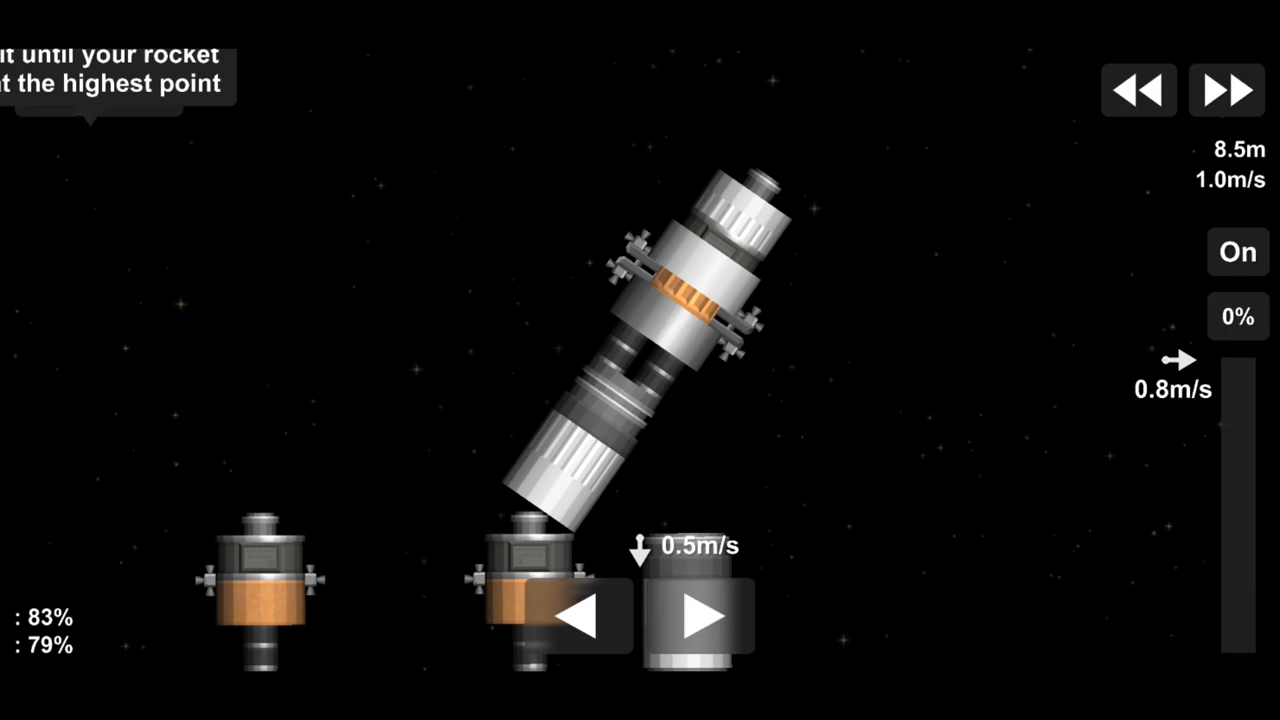 it until your rocket
at the highest point
8.5m
1.0m/s
On
0%
0.8m/s
0.5m/s
: 83%
: 79%